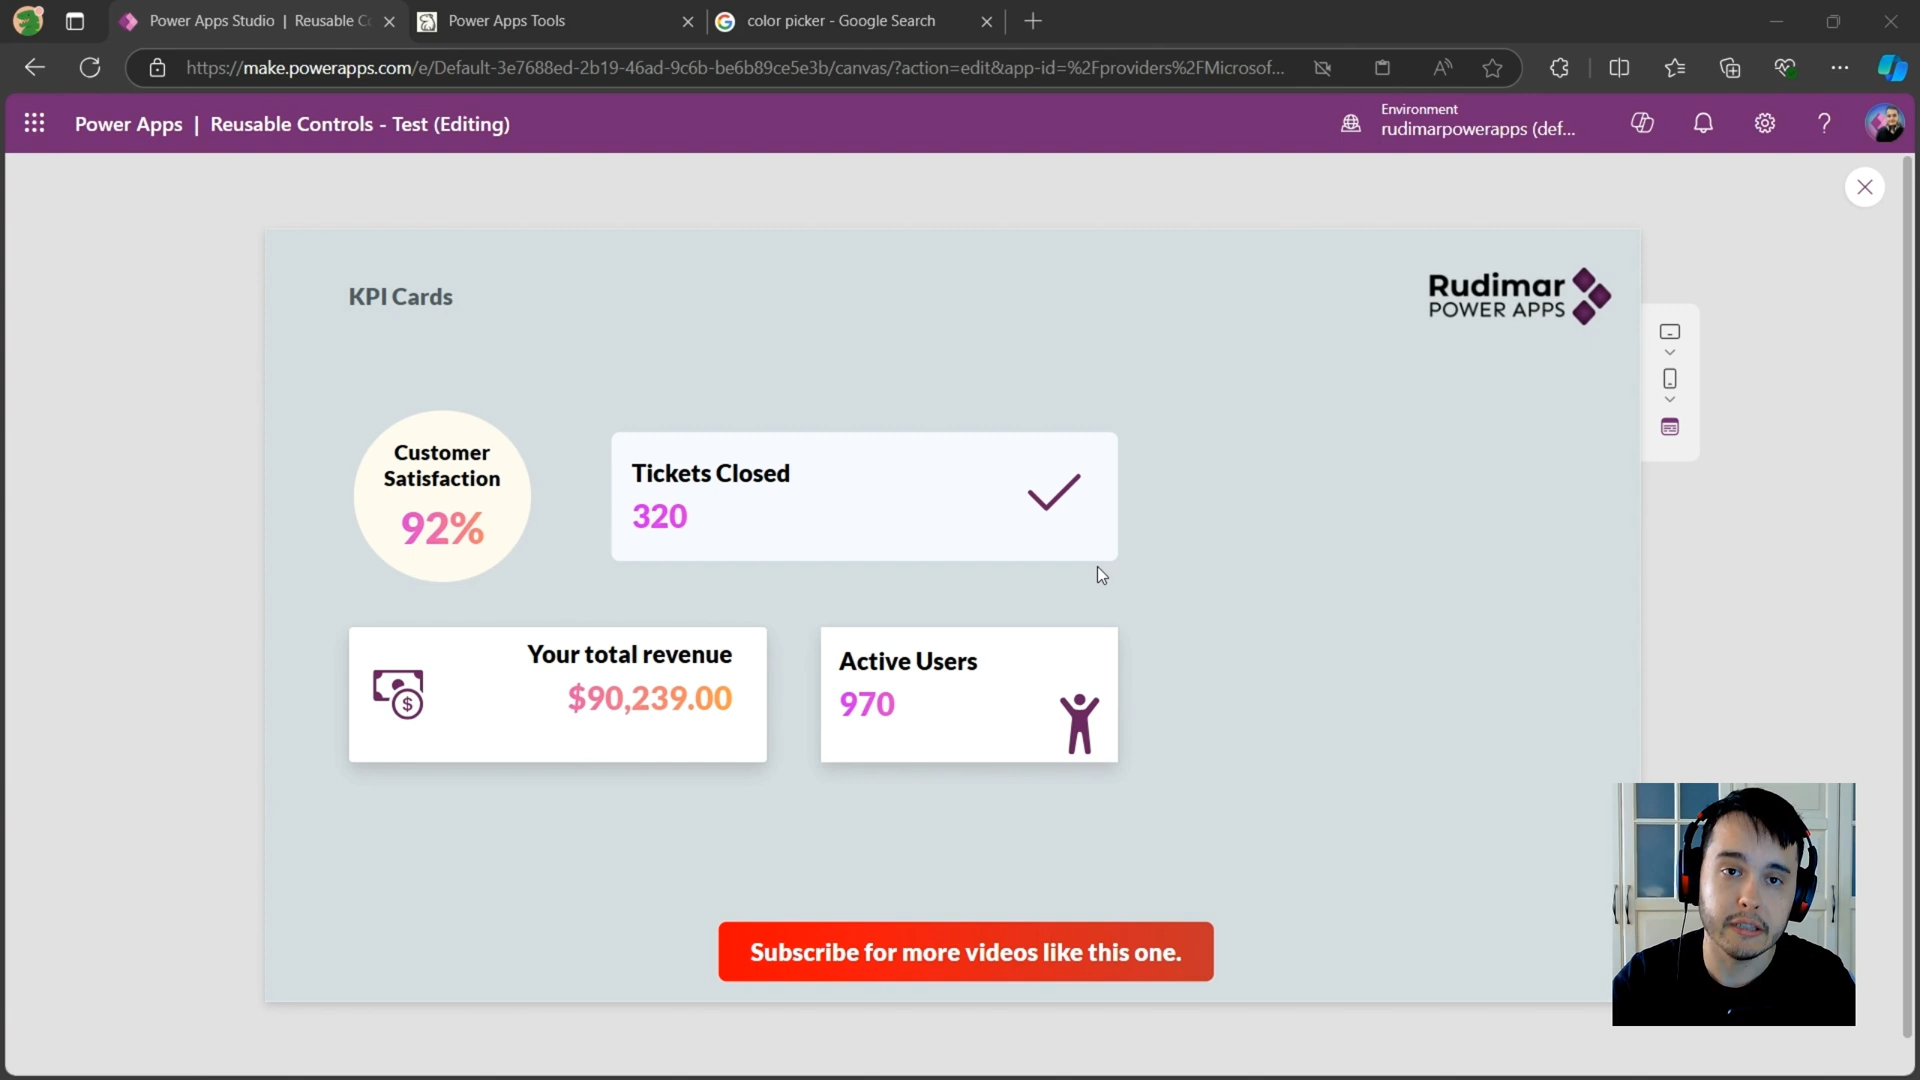 Power Apps Studio | Reusable Co
Power Apps Tools
color picker - Google Search
https://make.powerapps.com/e/Default-3e7688ed-2b19-46ad-9c6b-be6b89ce5e3b/canvas/?action=edit&app-id=%2Fproviders%2FMicrosof...
Power Apps | Reusable Controls - Test (Editing)
Environment
rudimarpowerapps (def...
KPI Cards
Rudimar
POWER APPS
Customer
Satisfaction
92%
Tickets Closed
320
Your total revenue
$90,239.00
Active Users
970
Subscribe for more videos like this one.